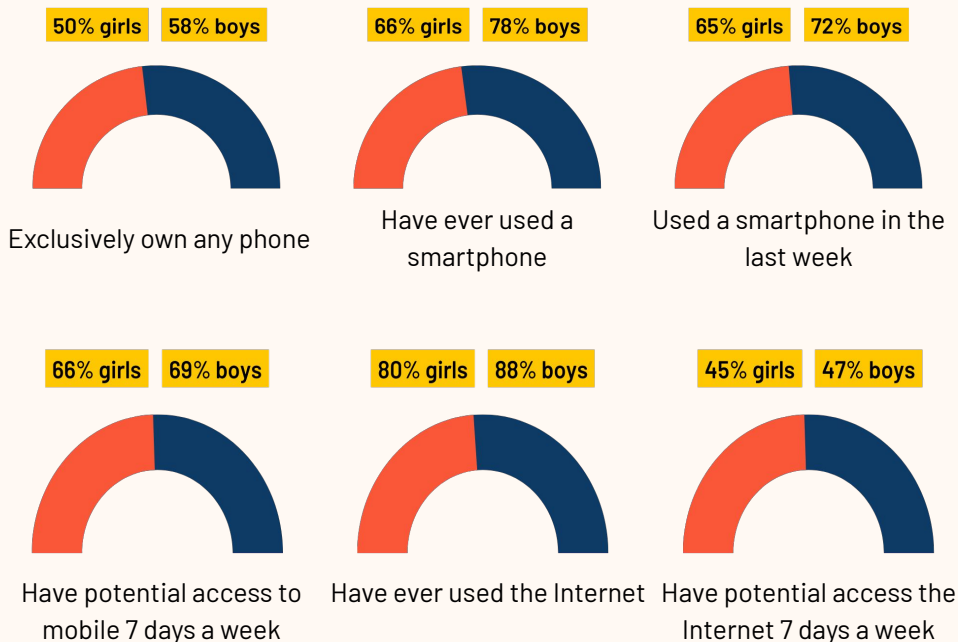 50% girls 58% boys
66% girls 78% boys
65% girls 72% boys
Exclusively own any phone
Have ever used a
smartphone
Used a smartphone in the
last week
66% girls 69% boys
80% girls 88% boys
45% girls 47% boys
Have potential access to
mobile 7 days a week
Have ever used the Internet
Have potential access the
Internet 7 days a week